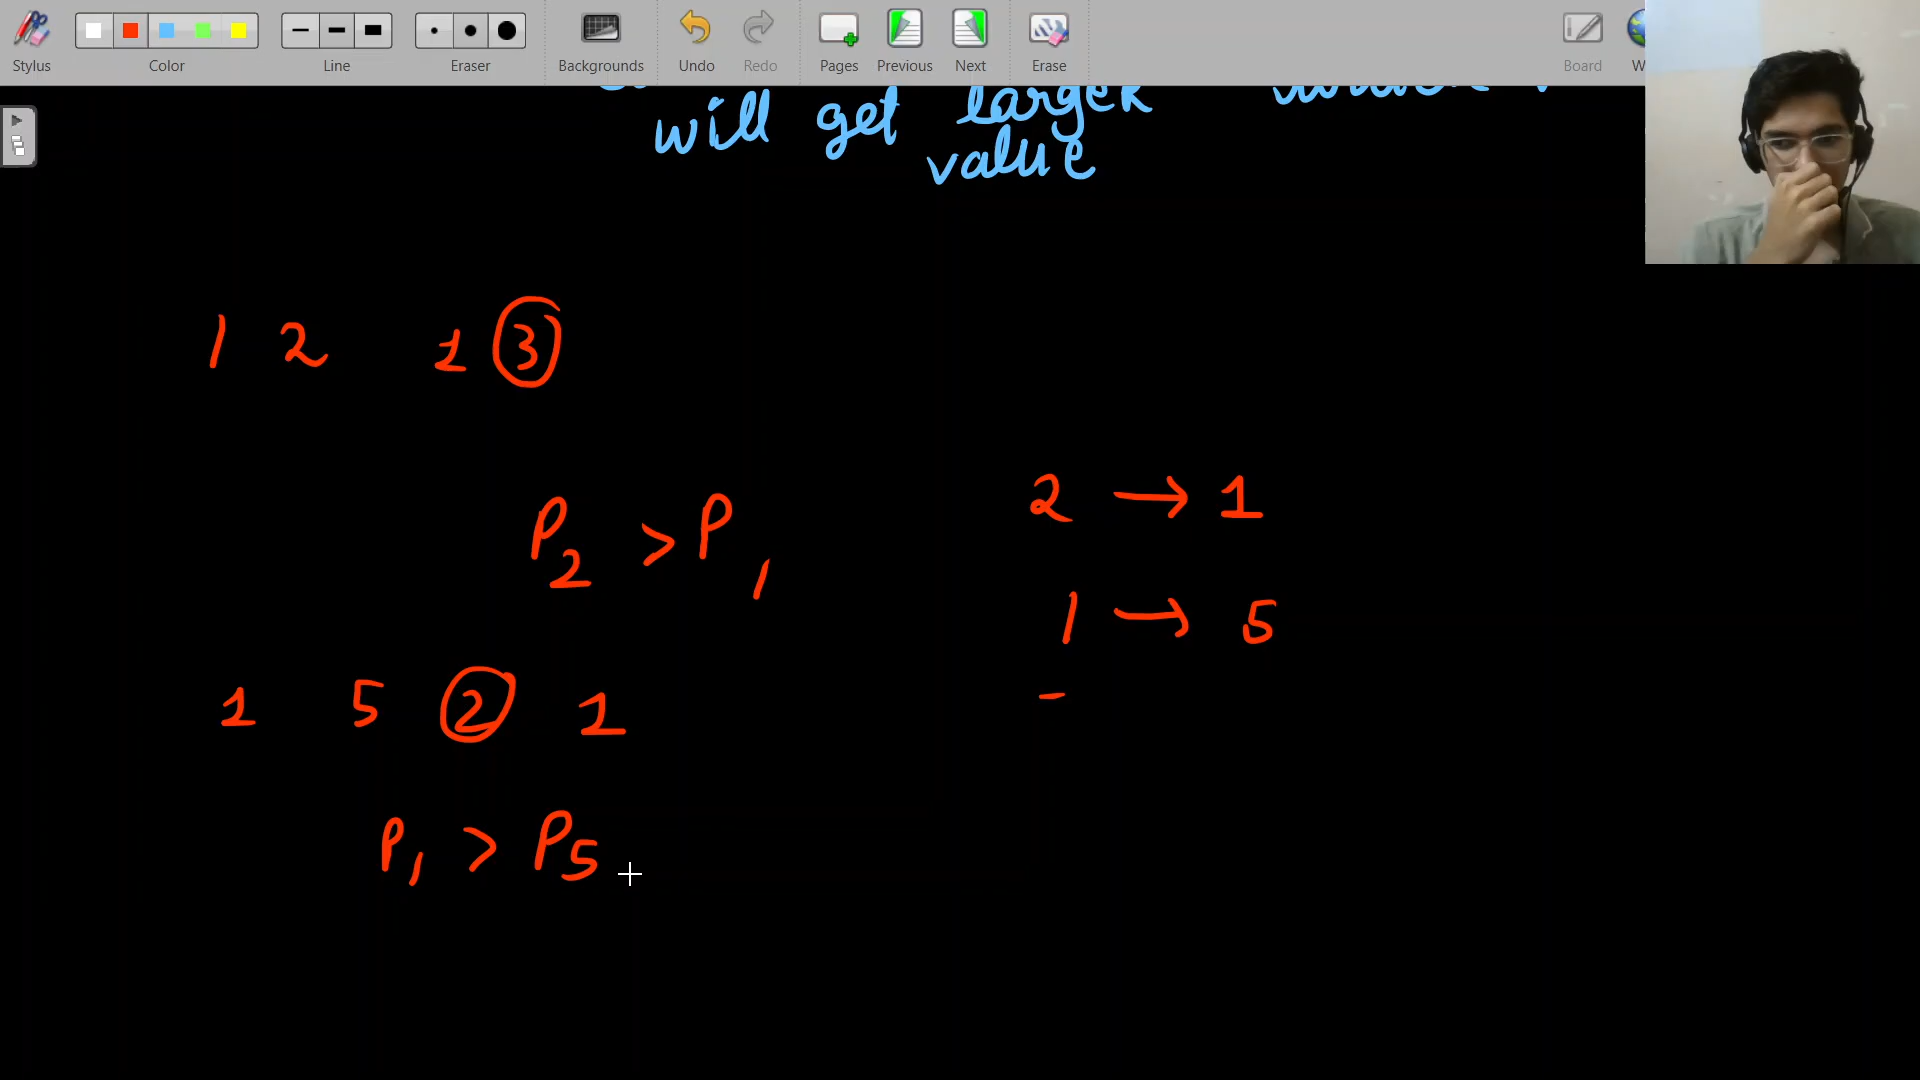 Stylus Color Line Eraser Backgrounds Undo Redo Pages Previous Next Erase Board W
will get larger
value
1 2 1 3
P2 > P1
2 → 1
1 → 5
-
1 5 2 1
P1 > P5